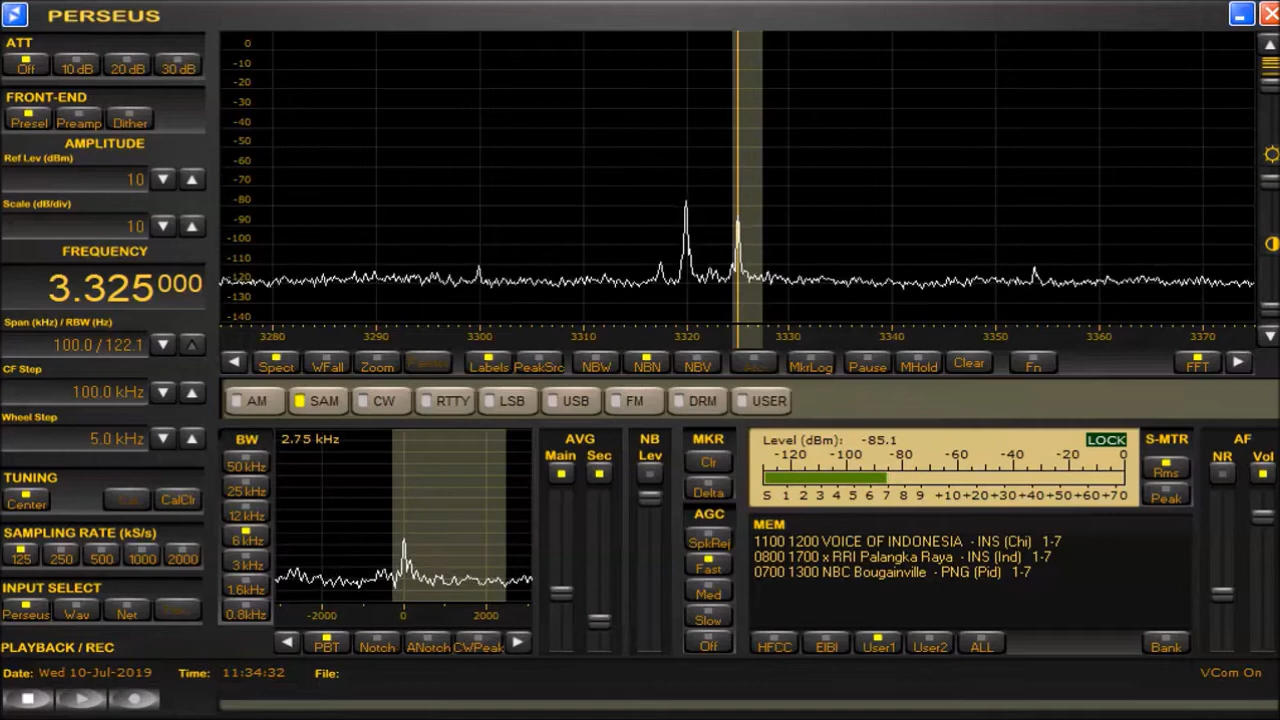 PERSEUS
ATT
Off 10 dB 20 dB 30 dB
FRONT-END
Presel Preamp Dither
AMPLITUDE
Ref Lev (dBm)
10
Scale (dB/div)
10
FREQUENCY
3.325000
Span (kHz) / RBW (Hz)
100.0 / 122.1
CF Step
100.0 kHz
Wheel Step
5.0 kHz
TUNING
Center CalClr
SAMPLING RATE (kS/s)
125 250 500 1000 2000
INPUT SELECT
Perseus Wav Net
PLAYBACK / REC
0
-10
-20
-30
-40
-50
-60
-70
-80
-90
-100
-110
-120
-130
-140
3280 3290 3300 3310 3320 3330 3340 3350 3360 3370
Spect WFall Zoom Labels PeakSrc NBW NBN NBV MkrLog Pause MHold Clear Fn FFT
AM SAM CW RTTY LSB USB FM DRM USER
BW
50 kHz
25 kHz
12 kHz
6 kHz
3 kHz
1.6kHz
0.8kHz
2.75 kHz
-2000 0 2000
PBT Notch ANotch CWPeak
AVG
Main Sec
NB
Lev
MKR
Clr
Delta
AGC
SpkRej
Fast
Med
Slow
Off
Level (dBm): -85.1 LOCK
-120 -100 -80 -60 -40 -20 0
S 1 2 3 4 5 6 7 8 9 +10+20+30+40+50+60+70
S-MTR
Rms
Peak
AF
NR Vol
MEM
1100 1200 VOICE OF INDONESIA - INS (Chi) 1-7
0800 1700 x RRI Palangka Raya - INS (Ind) 1-7
0700 1300 NBC Bougainville - PNG (Pid) 1-7
HFCC EIBI User1 User2 ALL Bank
Date: Wed 10-Jul-2019 Time: 11:34:32 File: VCom On